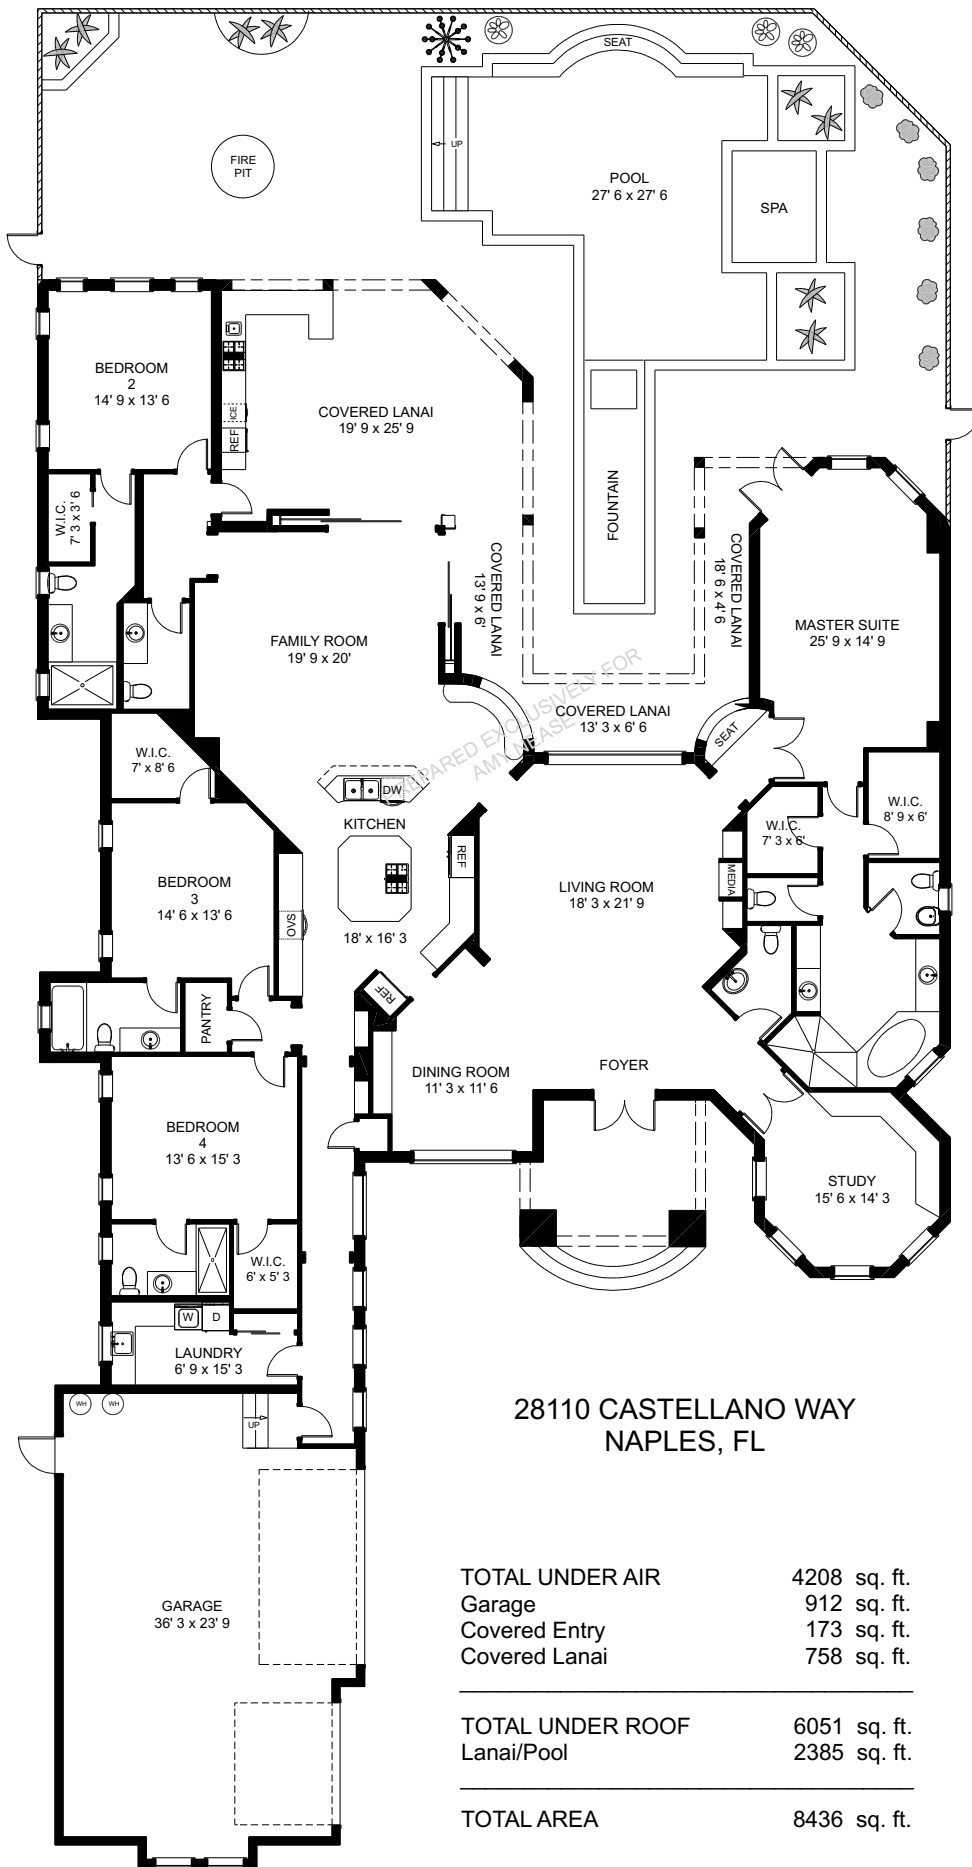 SEAT
UP
FIRE
PIT
POOL
27' 6 x 27' 6
SPA
BEDROOM
2
14' 9 x 13' 6
ICE
REF
COVERED LANAI
19' 9 x 25' 9
W.I.C.
7' 3 x 3' 6
FOUNTAIN
COVERED LANAI
13' 9 x 6'
COVERED LANAI
18' 6 x 4' 6
FAMILY ROOM
19' 9 x 20'
MASTER SUITE
25' 9 x 14' 9
COVERED LANAI
13' 3 x 6' 6
SEAT
PREPARED EXCLUSIVELY FOR
AMY NEASE
W.I.C.
7' x 8' 6
DW
KITCHEN
REF
18' x 16' 3
W.I.C.
7' 3 x 6'
W.I.C.
8' 9 x 6'
BEDROOM
3
14' 6 x 13' 6
OVS
LIVING ROOM
18' 3 x 21' 9
MEDIA
REF
PANTRY
DINING ROOM
11' 3 x 11' 6
FOYER
BEDROOM
4
13' 6 x 15' 3
STUDY
15' 6 x 14' 3
W.I.C.
6' x 5' 3
W
D
LAUNDRY
6' 9 x 15' 3
WH
WH
UP
28110 CASTELLANO WAY
NAPLES, FL
GARAGE
36' 3 x 23' 9
TOTAL UNDER AIR 4208 sq. ft.
Garage 912 sq. ft.
Covered Entry 173 sq. ft.
Covered Lanai 758 sq. ft.
TOTAL UNDER ROOF 6051 sq. ft.
Lanai/Pool 2385 sq. ft.
TOTAL AREA 8436 sq. ft.